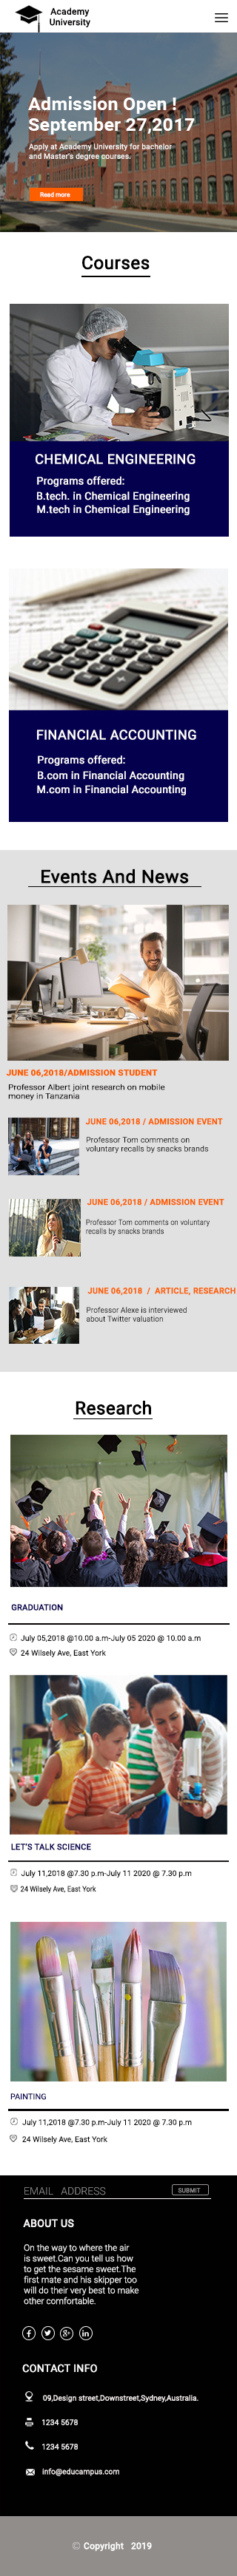 Academy
University
Admission Open !
September 27,2017
Apply at Academy University for bachelor
and Master's degree courses.
Read more
Courses
CHEMICAL ENGINEERING
Programs offered:
B.tech. in Chemical Engineering
M.tech in Chemical Engineering
FINANCIAL ACCOUNTING
Programs offered:
B.com in Financial Accounting
M.com in Financial Accounting
Events And News
JUNE 06,2018/ADMISSION STUDENT
Professor Albert joint research on mobile
money in Tanzania
JUNE 06,2018 / ADMISSION EVENT
Professor Tom comments on
voluntary recalls by snacks brands
JUNE 06,2018 / ADMISSION EVENT
Professor Tom comments on voluntary
recalls by snacks brands
JUNE 06,2018 / ARTICLE, RESEARCH
Professor Alexe is interviewed
about Twitter valuation
Research
GRADUATION
July 05,2018 @10.00 a.m-July 05 2020 @ 10.00 a.m
24 Wilsely Ave, East York
LET'S TALK SCIENCE
July 11,2018 @7.30 p.m-July 11 2020 @ 7.30 p.m
24 Wilsely Ave, East York
PAINTING
July 11,2018 @7.30 p.m-July 11 2020 @ 7.30 p.m
24 Wilsely Ave, East York
EMAIL ADDRESS
SUBMIT
ABOUT US
On the way to where the air
is sweet.Can you tell us how
to get the sesame sweet.The
first mate and his skipper too
will do their very best to make
other comfortable.
CONTACT INFO
09,Design street,Downstreet,Sydney,Austraila.
1234 5678
1234 5678
info@educampus.com
© Copyright 2019